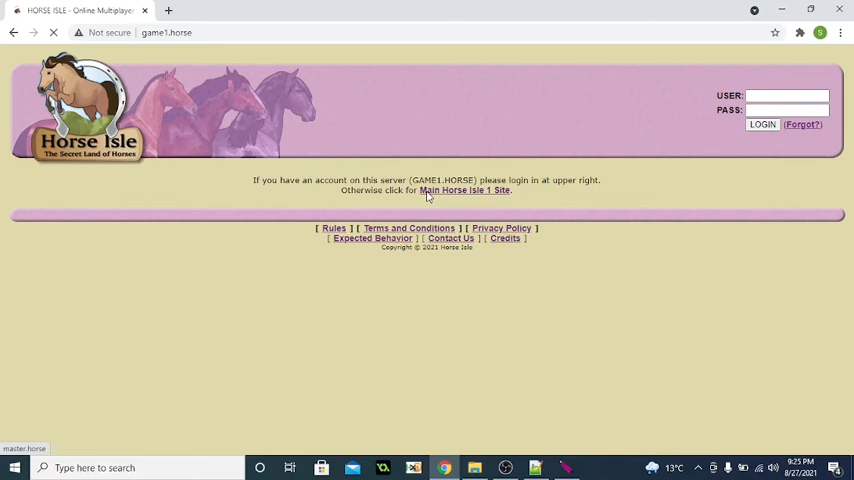 HORSE ISLE - Online Multiplayer
Not secure
game1.horse
S
Horse Isle
The Secret Land of Horses
USER:
PASS:
LOGIN (Forgot?)
If you have an account on this server (GAME1.HORSE) please login in at upper right.
Otherwise click for Main Horse Isle 1 Site.
[ Rules ] [ Terms and Conditions ] [ Privacy Policy ]
[ Expected Behavior ] [ Contact Us ] [ Credits ]
Copyright © 2021 Horse Isle
master.horse
Type here to search
13°C
9:25 PM
8/27/2021
4